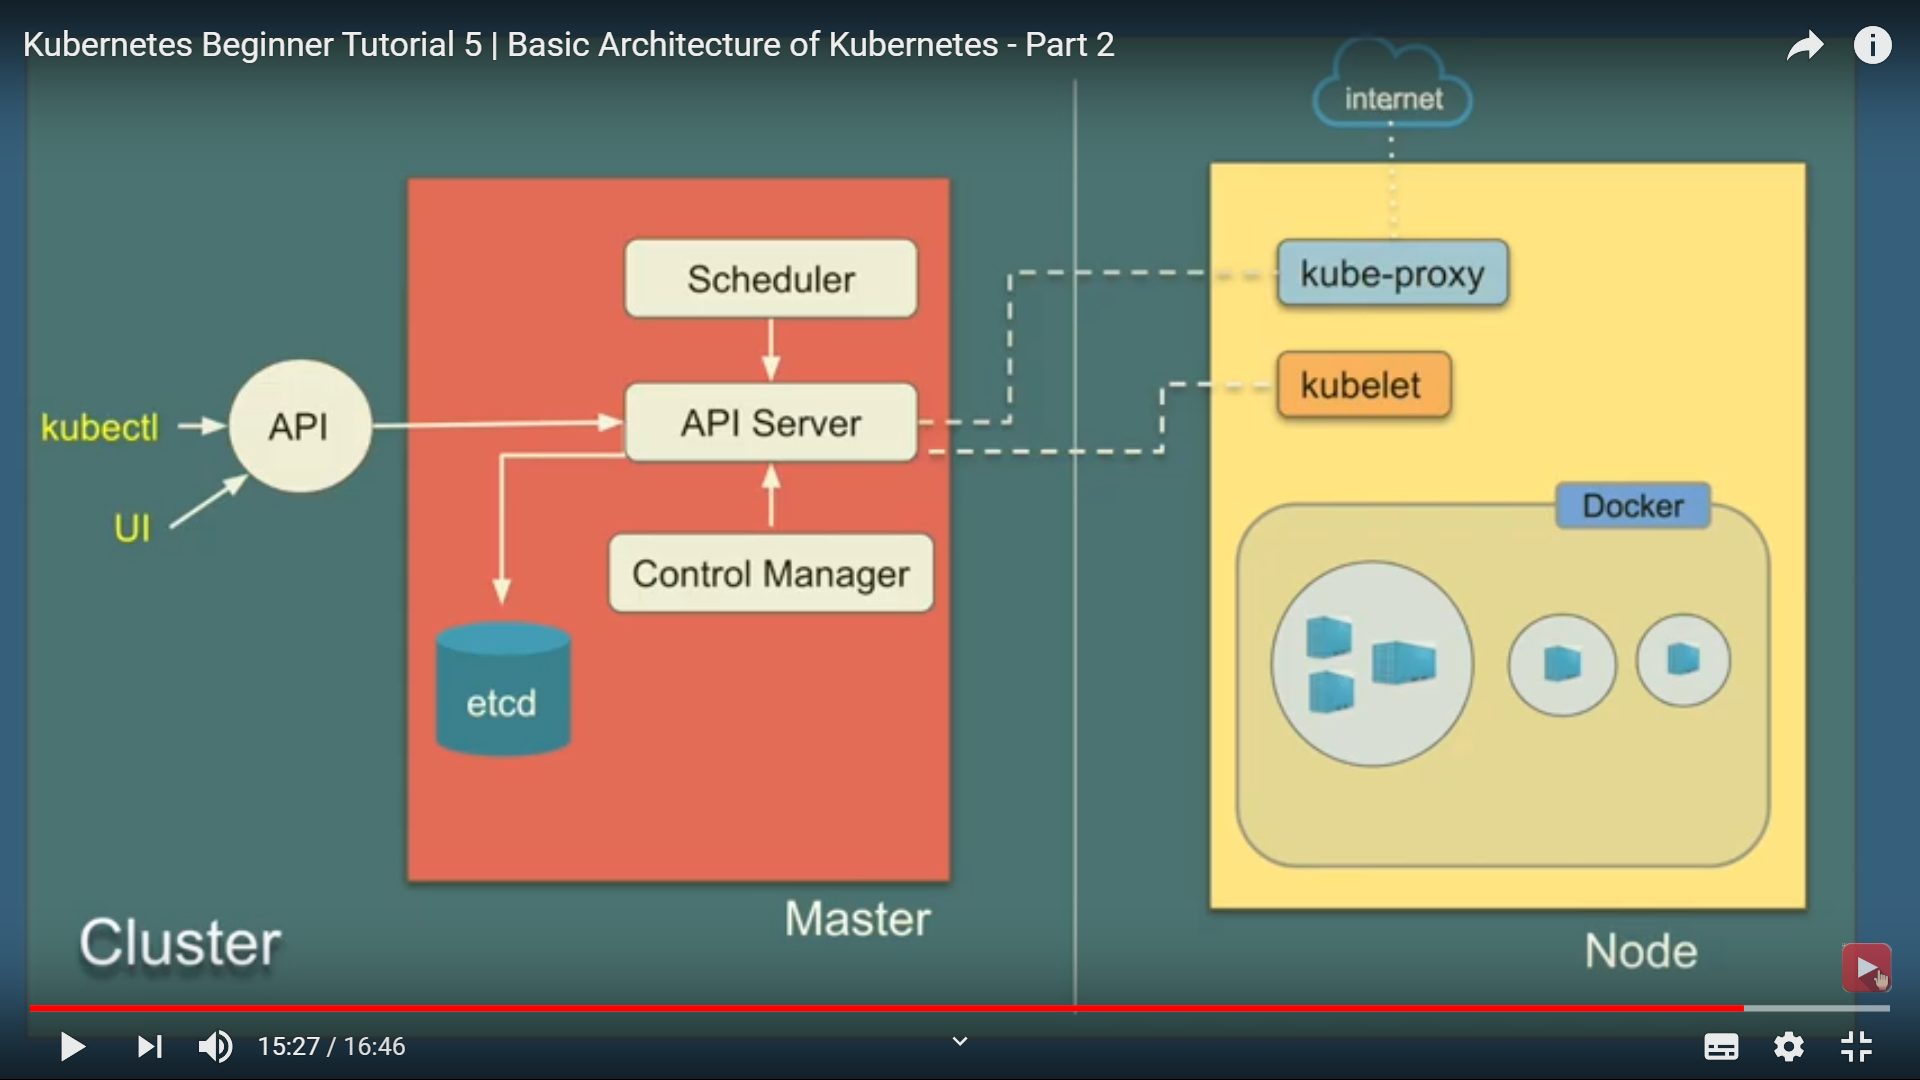 Kubernetes Beginner Tutorial 5 | Basic Architecture of Kubernetes - Part 2
internet
Scheduler
kube-proxy
kubelet
kubectl
API
API Server
UI
Docker
Control Manager
etcd
Master
Cluster
Node
15:27 / 16:46